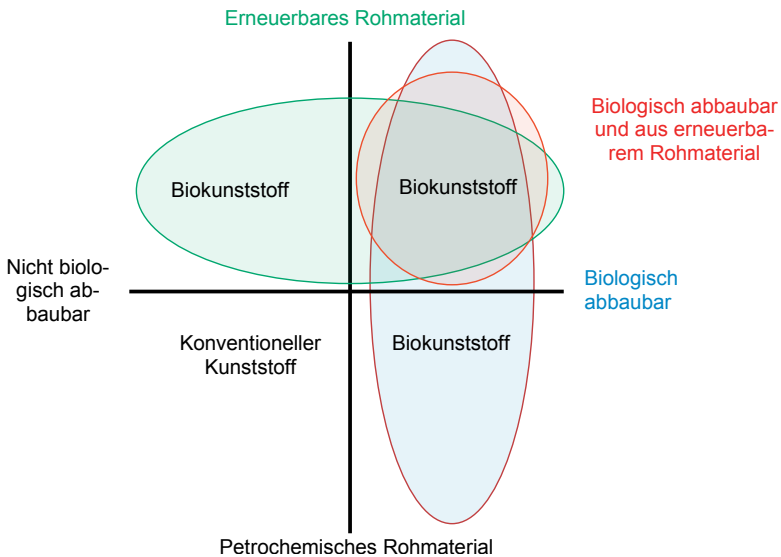 Erneuerbares Rohmaterial
Biologisch abbaubar
und aus erneuerba-
rem Rohmaterial
Biokunststoff
Biokunststoff
Nicht biolo-
gisch ab-
baubar
Biologisch
abbaubar
Konventioneller
Kunststoff
Biokunststoff
Petrochemisches Rohmaterial